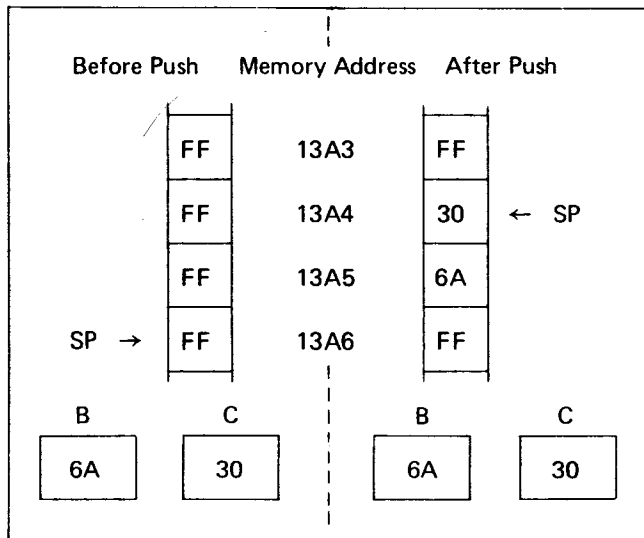 Before Push Memory Address After Push
FF 13A3 FF
FF 13A4 30 ← SP
FF 13A5 6A
SP → FF 13A6 FF
B C B C
6A 30 6A 30